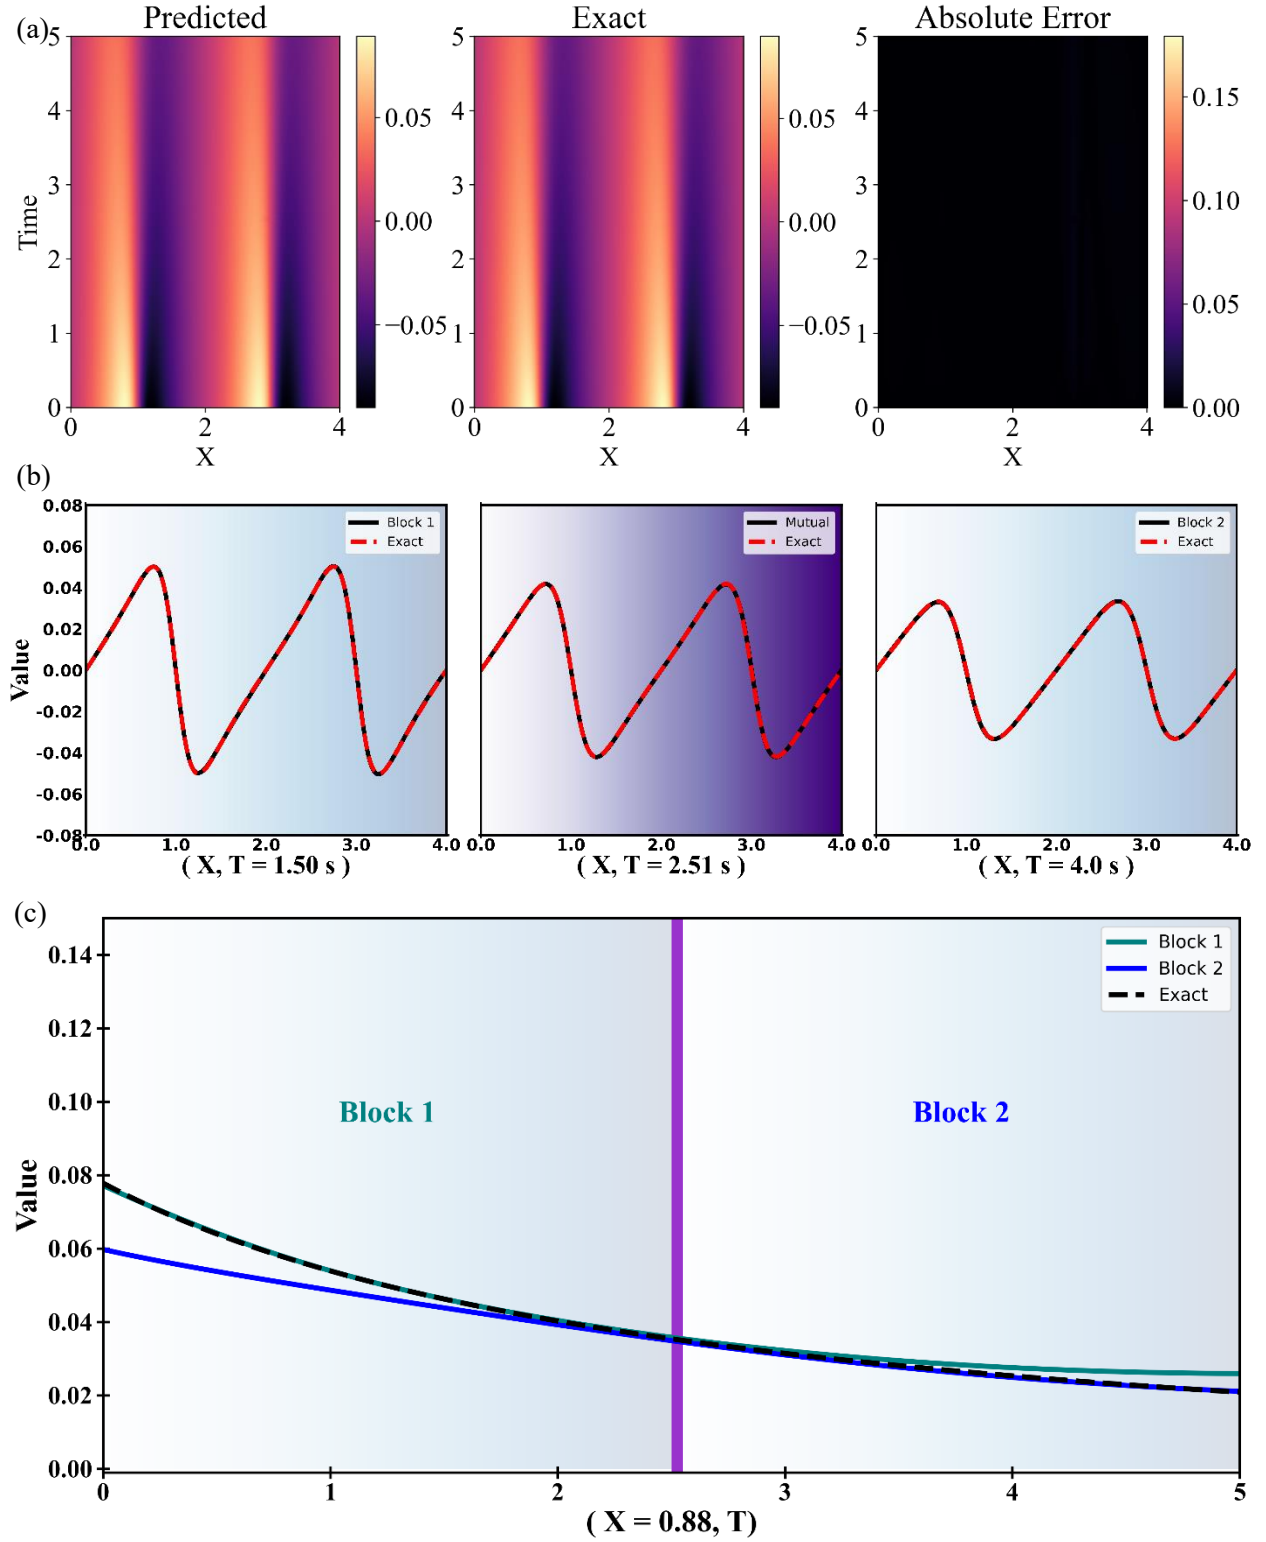 (a)
Predicted
Exact
Absolute Error
5
4
3
2
1
0
Time
0 2 4
X
0.05
0.00
−0.05
5
4
3
2
1
0
0 2 4
X
0.05
0.00
−0.05
5
4
3
2
1
0
0 2 4
X
0.15
0.10
0.05
0.00
(b)
0.08
0.06
0.04
0.02
0.00
-0.02
-0.04
-0.06
-0.08
Value
Block 1
Exact
0.0 1.0 2.0 3.0 4.0
( X, T = 1.50 s )
Mutual
Exact
0.0 1.0 2.0 3.0 4.0
( X, T = 2.51 s )
Block 2
Exact
0.0 1.0 2.0 3.0 4.0
( X, T = 4.0 s )
(c)
0.14
0.12
0.10
0.08
0.06
0.04
0.02
0.00
Value
Block 1
Block 2
Block 1
Block 2
Exact
0 1 2 3 4 5
( X = 0.88, T)